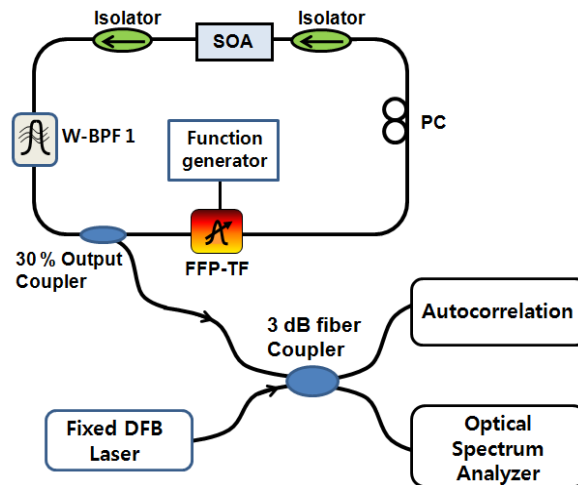 Isolator
Isolator
SOA
W-BPF 1
PC
Function
generator
FFP-TF
30 % Output
Coupler
3 dB fiber
Coupler
Autocorrelation
Fixed DFB
Laser
Optical
Spectrum
Analyzer